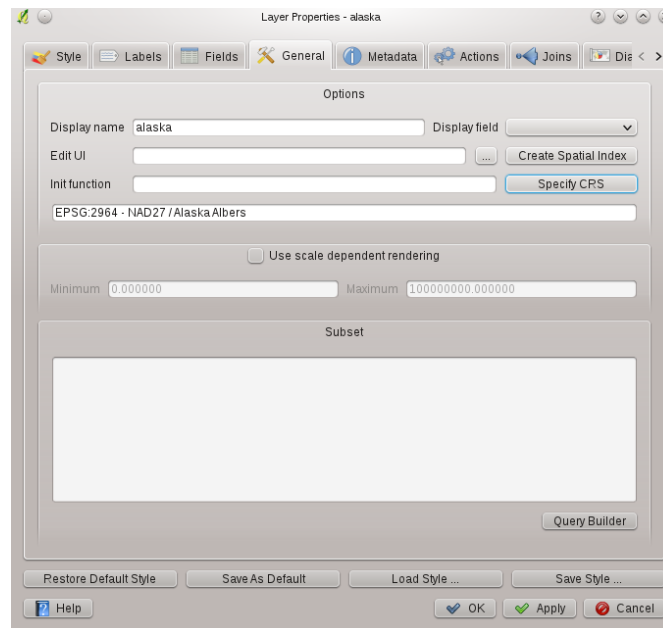 Layer Properties - alaska
Style Labels Fields General Metadata Actions Joins Dia
Options
Display name alaska Display field
Edit UI ... Create Spatial Index
Init function Specify CRS
EPSG:2964 - NAD27 / Alaska Albers
Use scale dependent rendering
Minimum 0.000000 Maximum 100000000.000000
Subset
Query Builder
Restore Default Style Save As Default Load Style ... Save Style ...
Help OK Apply Cancel